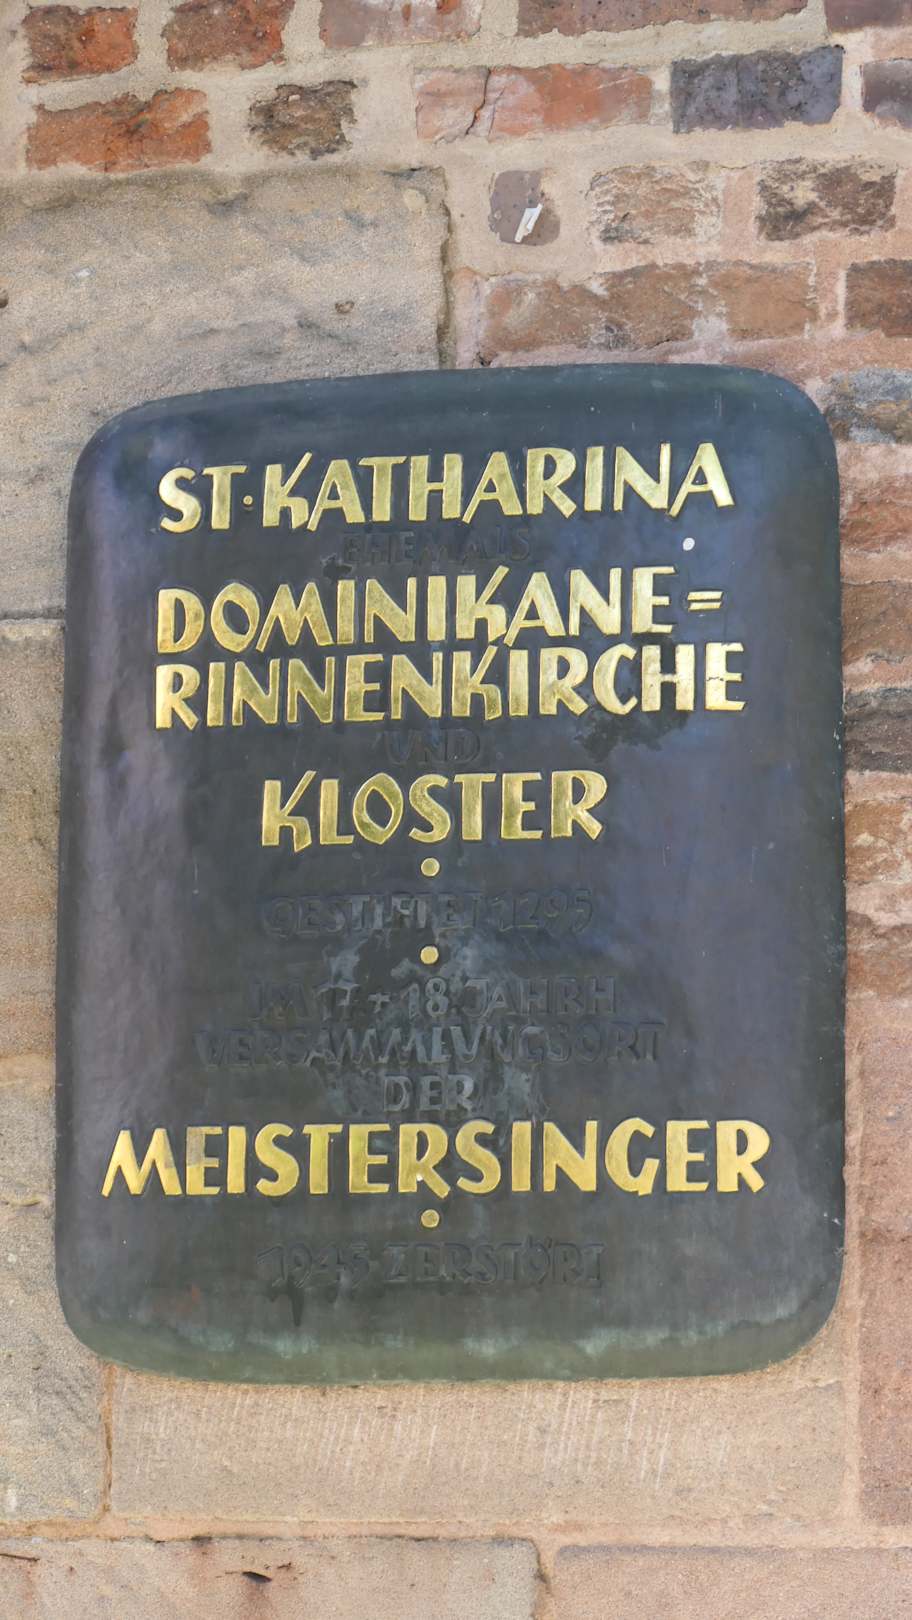 ST·KATHARINA
EHEMALS
DOMINIKANE=
RINNENKIRCHE
UND
KLOSTER
GESTIFTET 1295
IM 17+18.JAHRH
VERSAMMLUNGSORT
DER
MEISTERSINGER
1945 ZERSTÖRT